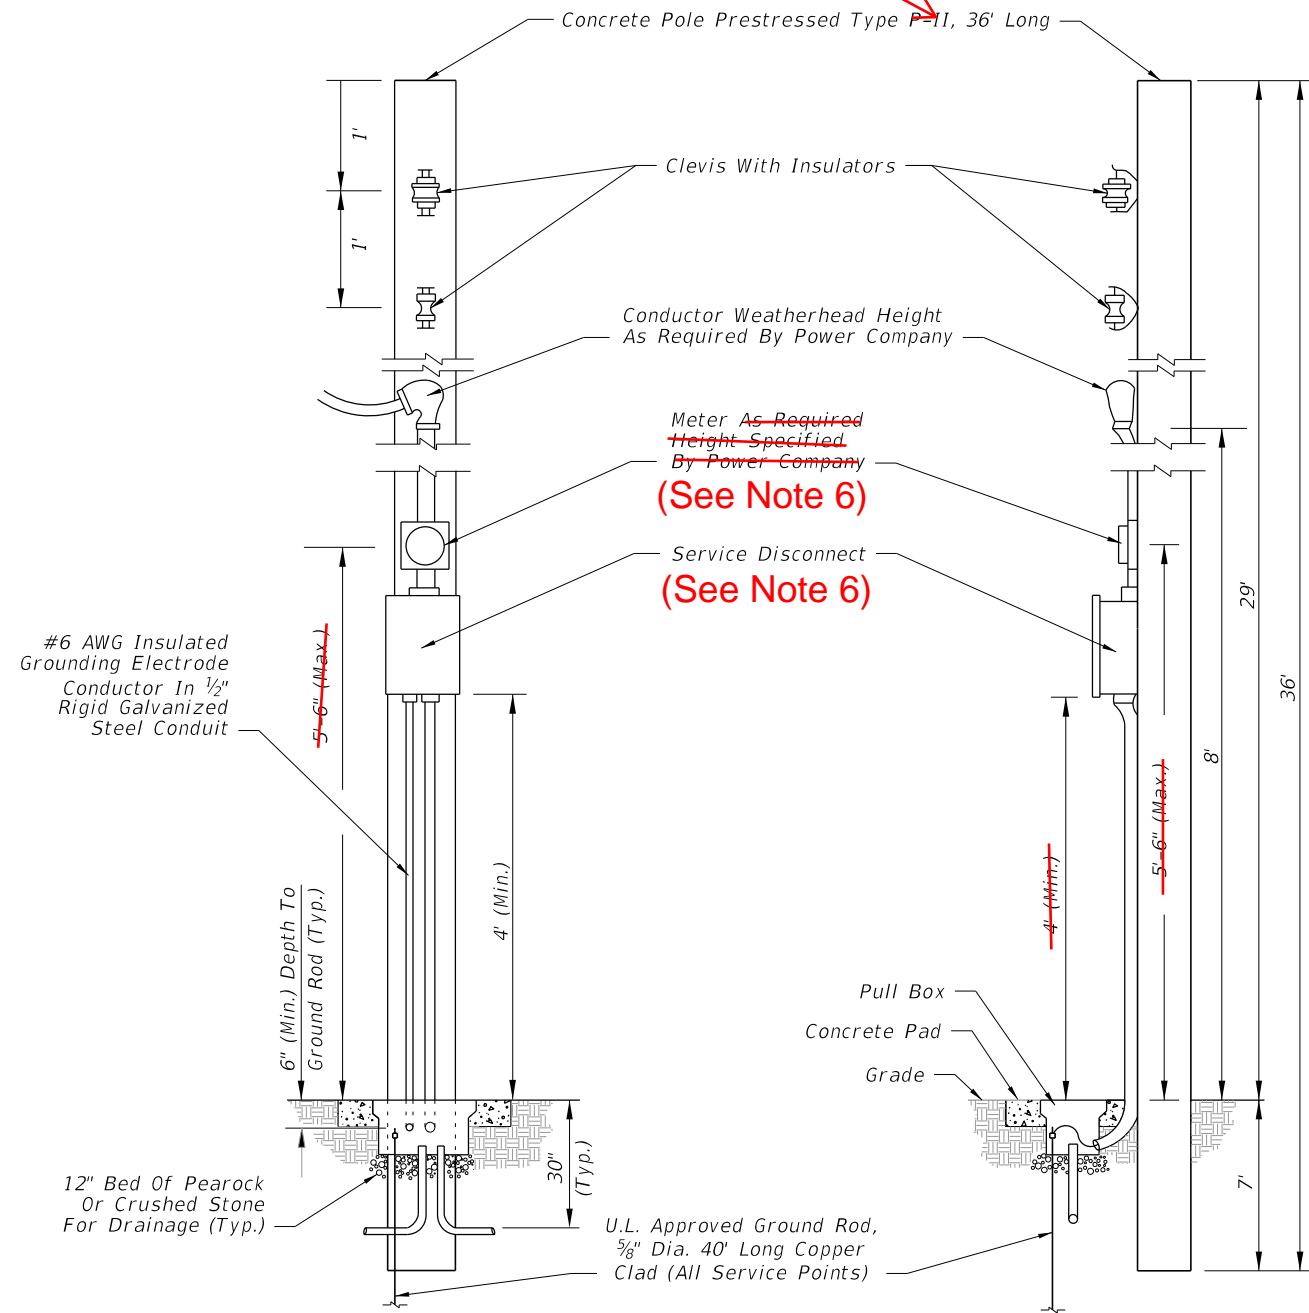 Concrete Pole Prestressed Type P-II, 36' Long
1'
Clevis With Insulators
1'
Conductor Weatherhead Height
As Required By Power Company
Meter As Required
Height Specified
By Power Company
(See Note 6)
Service Disconnect
(See Note 6)
29'
36'
#6 AWG Insulated
Grounding Electrode
Conductor In ½"
Rigid Galvanized
Steel Conduit
5'-6" (Max.)
8'
5'-6" (Max.)
4' (Min.)
4' (Min.)
6" (Min.) Depth To
Ground Rod (Typ.)
Pull Box
Concrete Pad
Grade
30"
(Typ.)
7'
12" Bed Of Pearock
Or Crushed Stone
For Drainage (Typ.)
U.L. Approved Ground Rod,
⅝" Dia. 40' Long Copper
Clad (All Service Points)